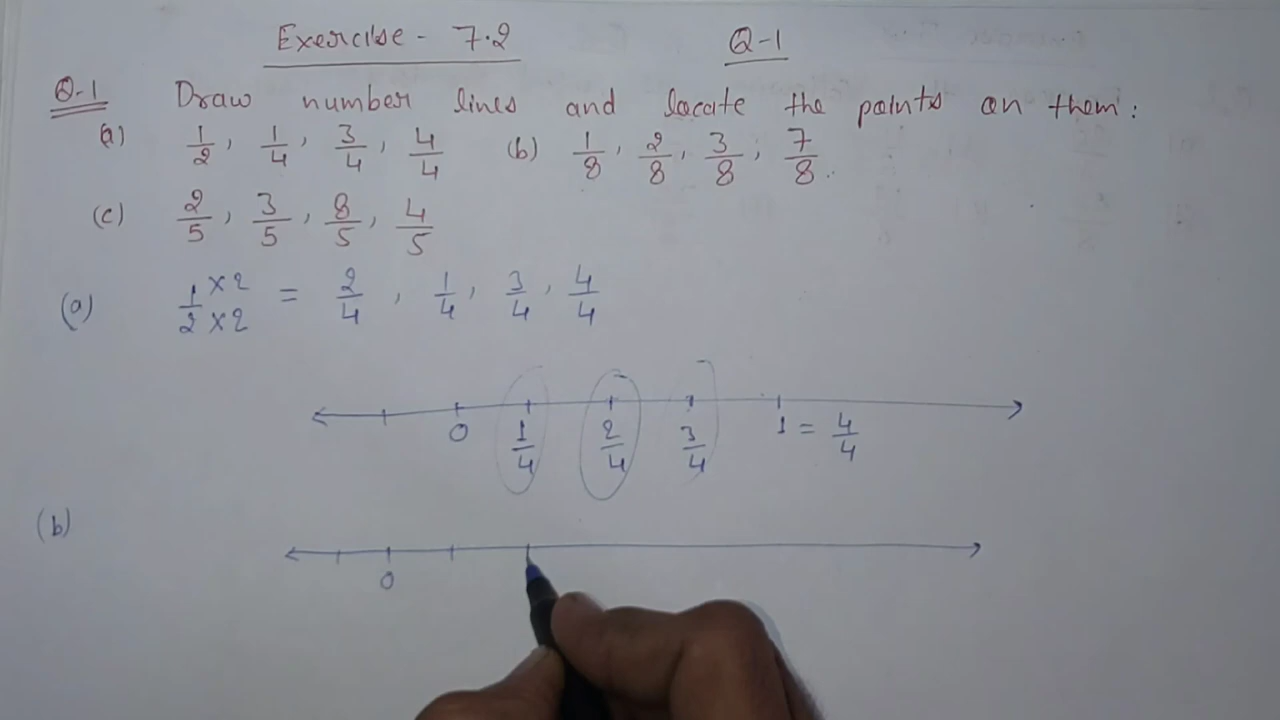 Exercise - 7.2 Q-1
Q-1 Draw number lines and locate the points on them:
(a) 1/2, 1/4, 3/4, 4/4 (b) 1/8, 2/8, 3/8, 7/8.
(c) 2/5, 3/5, 8/5, 4/5
(a) 1×2/2×2 = 2/4, 1/4, 3/4, 4/4
0 1/4 2/4 3/4 1 = 4/4
(b)
0